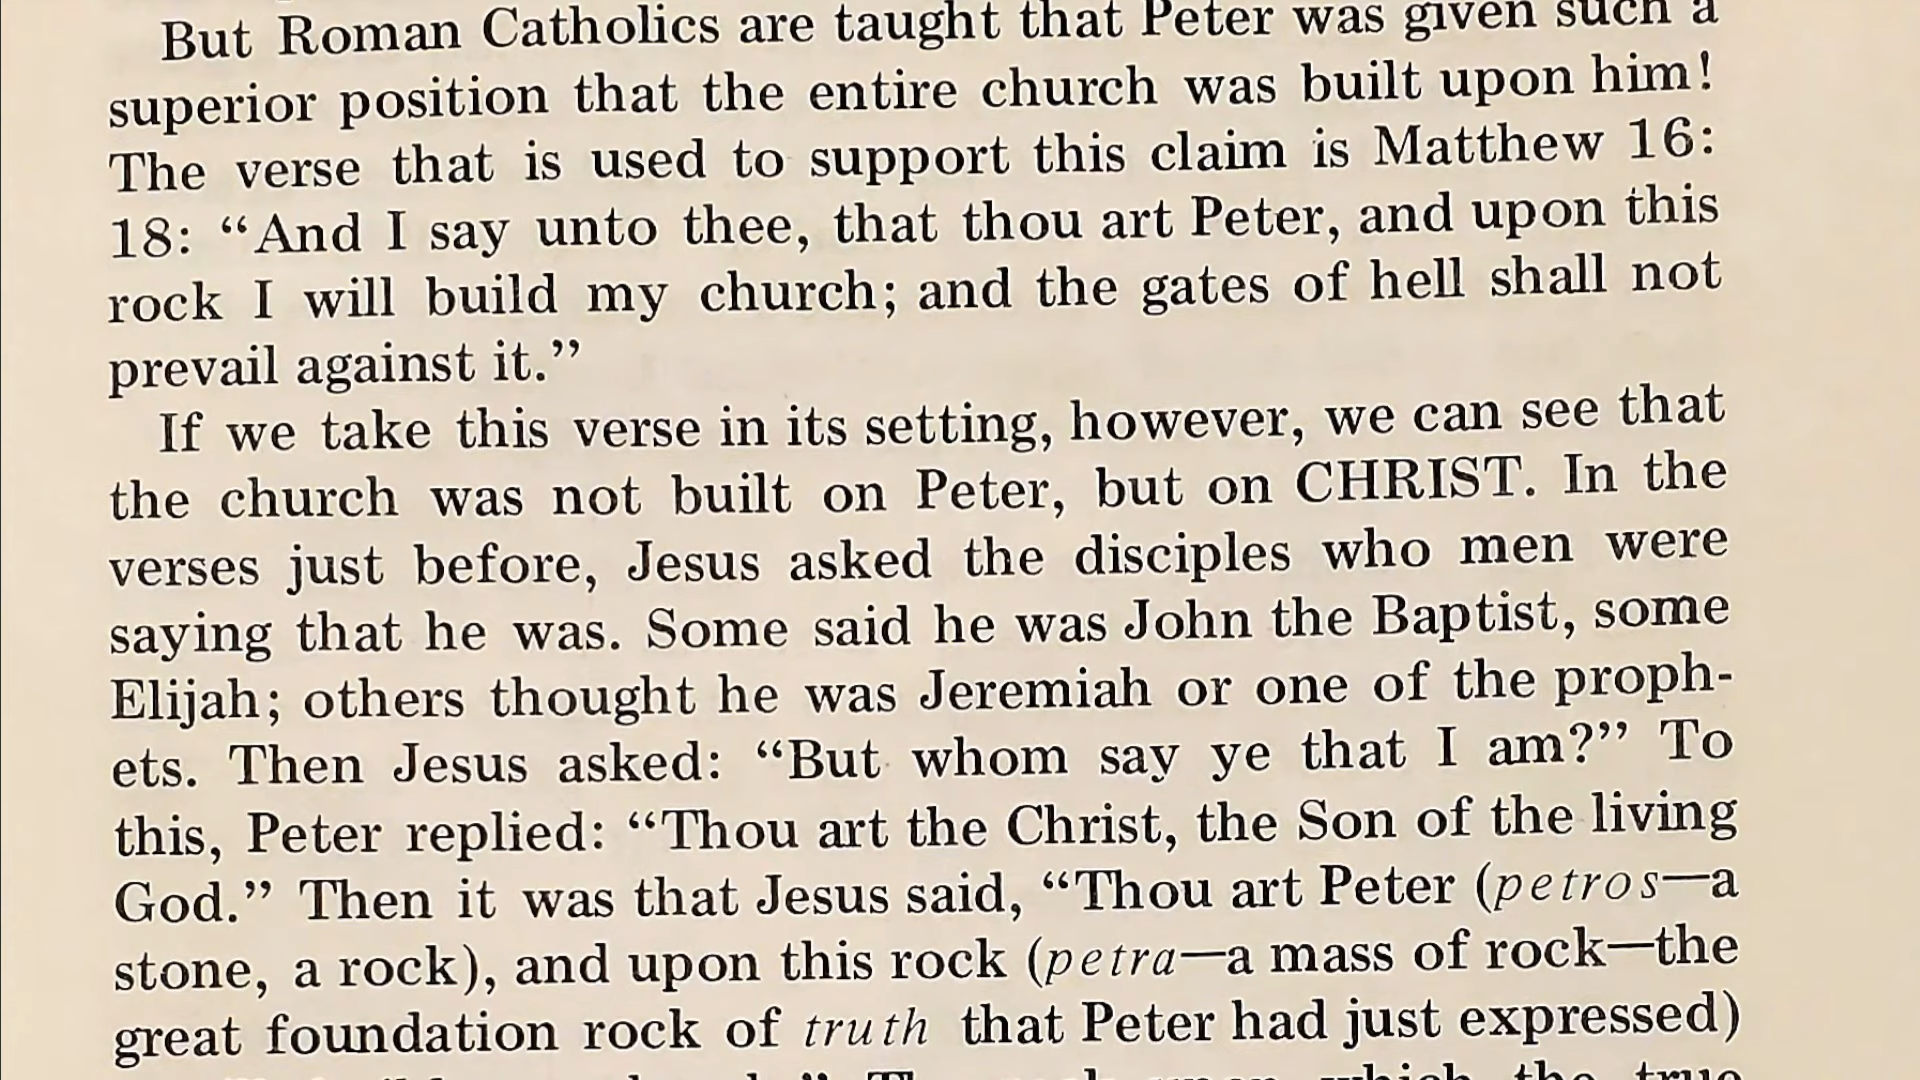 But Roman Catholics are taught that Peter was given such a
superior position that the entire church was built upon him!
The verse that is used to support this claim is Matthew 16:
18: “And I say unto thee, that thou art Peter, and upon this
rock I will build my church; and the gates of hell shall not
prevail against it.”
If we take this verse in its setting, however, we can see that
the church was not built on Peter, but on CHRIST. In the
verses just before, Jesus asked the disciples who men were
saying that he was. Some said he was John the Baptist, some
Elijah; others thought he was Jeremiah or one of the proph-
ets. Then Jesus asked: “But whom say ye that I am?” To
this, Peter replied: “Thou art the Christ, the Son of the living
God.” Then it was that Jesus said, “Thou art Peter (petros—a
stone, a rock), and upon this rock (petra—a mass of rock—the
great foundation rock of truth that Peter had just expressed)
which the true